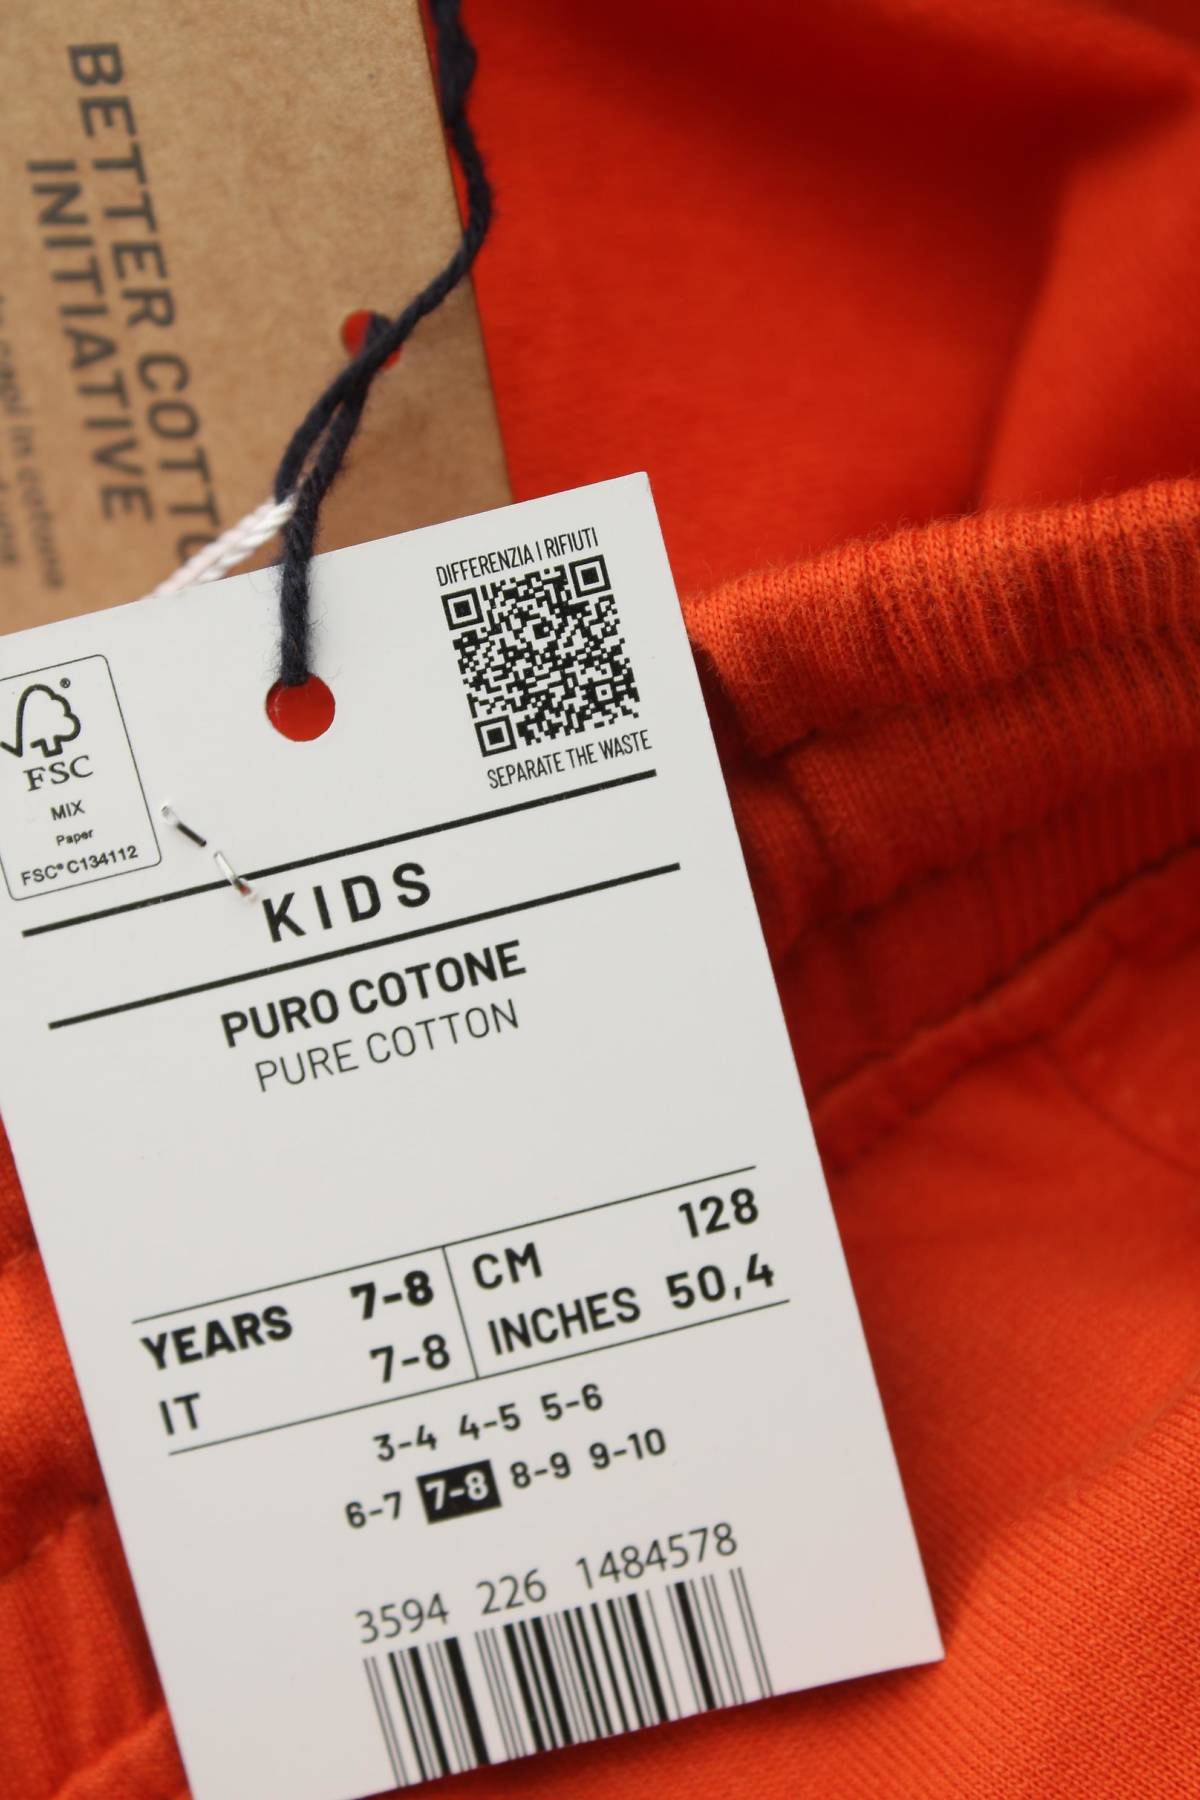 BETTER COTTO
INITIATIVE
DIFFERENZIA I RIFIUTI
SEPARATE THE WASTE
FSC®
MIX
Paper
FSC® C134112
KIDS
PURO COTONE
PURE COTTON
YEARS 7-8
IT 7-8
CM 128
INCHES 50,4
3-4 4-5 5-6
6-7 7-8 8-9 9-10
3594 226 1484578